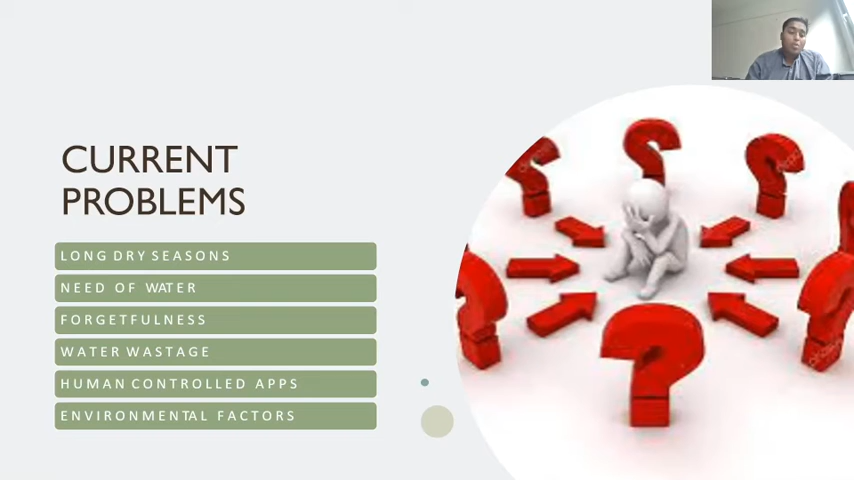 CURRENT
PROBLEMS
LONG DRY SEASONS
NEED OF WATER
FORGETFULNESS
WATER WASTAGE
HUMAN CONTROLLED APPS
ENVIRONMENTAL FACTORS